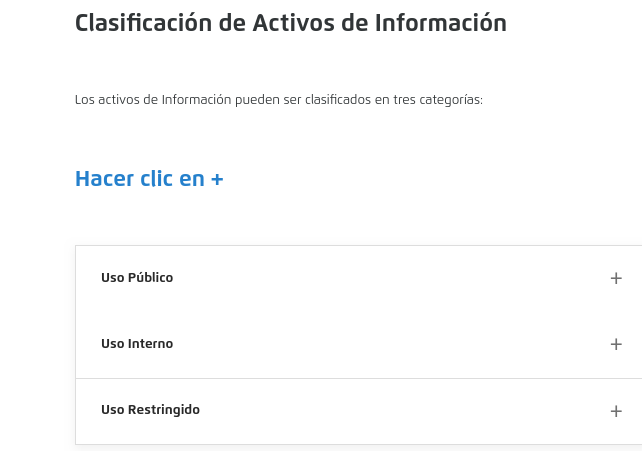 Clasificación de Activos de Información
Los activos de Información pueden ser clasificados en tres categorías:
Hacer clic en +
Uso Público +
Uso Interno +
Uso Restringido +